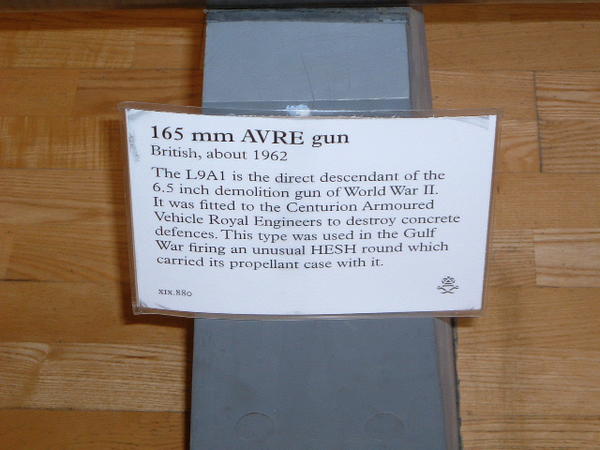 165 mm AVRE gun
British, about 1962
The L9A1 is the direct descendant of the
6.5 inch demolition gun of World War II.
It was fitted to the Centurion Armoured
Vehicle Royal Engineers to destroy concrete
defences. This type was used in the Gulf
War firing an unusual HESH round which
carried its propellant case with it.
XIX.880